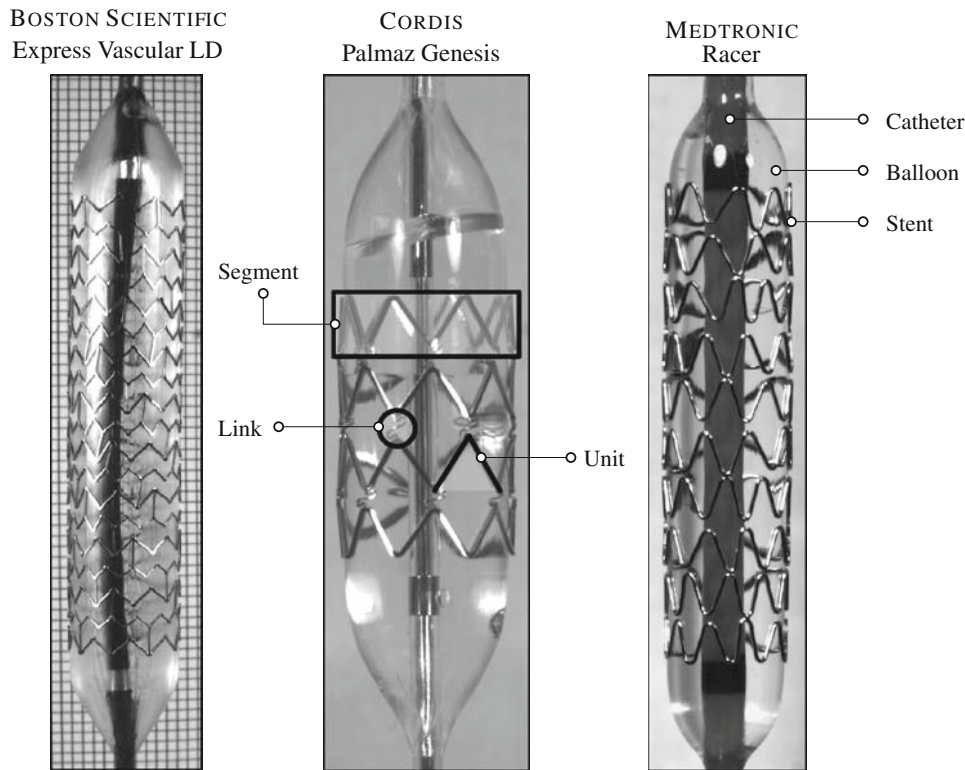 BOSTON SCIENTIFIC
Express Vascular LD
CORDIS
Palmaz Genesis
MEDTRONIC
Racer
Catheter
Balloon
Stent
Segment
Link
Unit